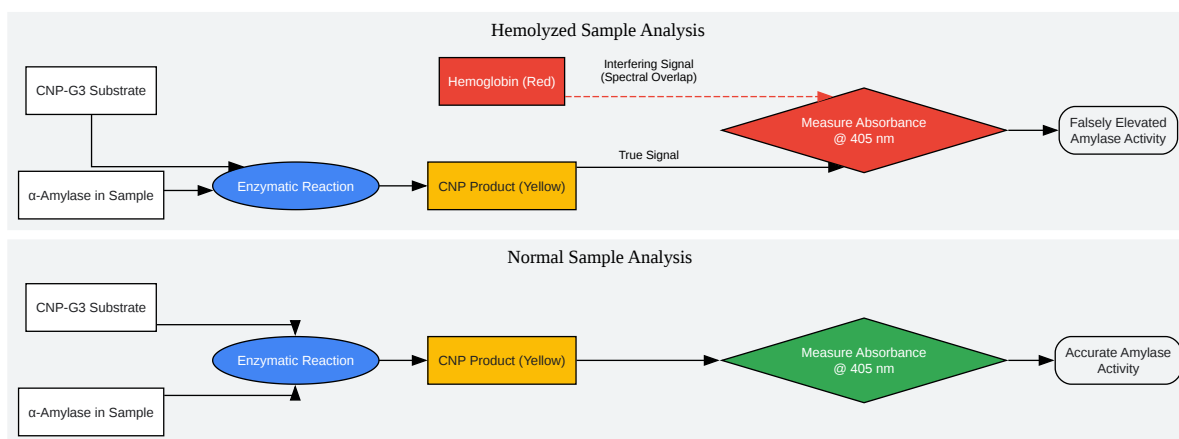 Hemolyzed Sample Analysis
CNP-G3 Substrate
Hemoglobin (Red)
Interfering Signal
(Spectral Overlap)
Measure Absorbance
@ 405 nm
Falsely Elevated
Amylase Activity
True Signal
α-Amylase in Sample
Enzymatic Reaction
CNP Product (Yellow)
Normal Sample Analysis
CNP-G3 Substrate
Enzymatic Reaction
CNP Product (Yellow)
Measure Absorbance
@ 405 nm
Accurate Amylase
Activity
α-Amylase in Sample